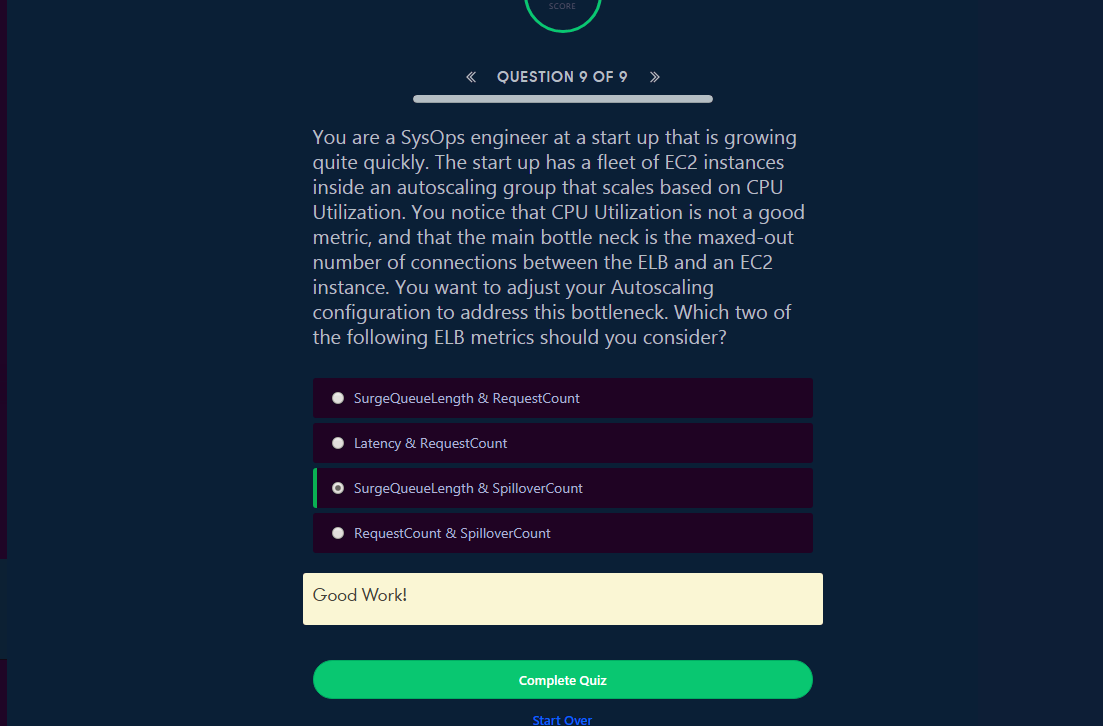 SCORE
QUESTION 9 OF 9
You are a SysOps engineer at a start up that is growing
quite quickly. The start up has a fleet of EC2 instances
inside an autoscaling group that scales based on CPU
Utilization. You notice that CPU Utilization is not a good
metric, and that the main bottle neck is the maxed-out
number of connections between the ELB and an EC2
instance. You want to adjust your Autoscaling
configuration to address this bottleneck. Which two of
the following ELB metrics should you consider?
SurgeQueueLength & RequestCount
Latency & RequestCount
SurgeQueueLength & SpilloverCount
RequestCount & SpilloverCount
Good Work!
Complete Quiz
Start Over